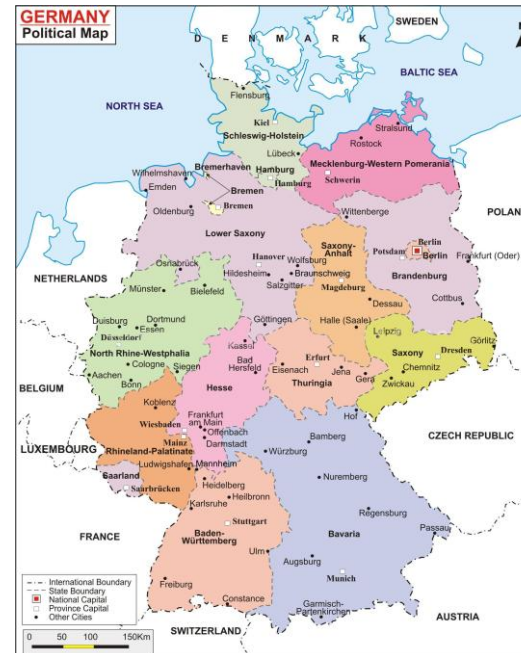 GERMANY
Political Map
SWEDEN
D E N M A R K
BALTIC SEA
NORTH SEA
Flensburg
Kiel
Schleswig-Holstein
Stralsund
Rostock
Lübeck
Mecklenburg-Western Pomerania
Schwerin
Hamburg
Hamburg
Bremerhaven
Wilhelmshaven
Emden
Bremen
Bremen
Oldenburg
Lower Saxony
Wittenberge
POLAN
Saxony-
Anhalt
Berlin
Berlin
Potsdam
Frankfurt (Oder)
Brandenburg
Hanover
Wolfsburg
Braunschweig
Hildesheim
Salzgitter
Magdeburg
NETHERLANDS
Osnabrück
Münster
Bielefeld
Dessau
Cottbus
Göttingen
Halle (Saale)
Leipzig
Duisburg
Dortmund
Essen
Düsseldorf
North Rhine-Westphalia
Kassel
Bad
Hersfeld
Görlitz
Saxony
Dresden
Erfurt
Eisenach
Jena
Gera
Chemnitz
Zwickau
Thuringia
Cologne
Siegen
Aachen
Bonn
Hesse
BELGIUM
Koblenz
Hof
Frankfurt
am Main
Wiesbaden
Offenbach
Mainz
Darmstadt
LUXEMBOURG
Rhineland-Palatinate
CZECH REPUBLIC
Bamberg
Würzburg
Ludwigshafen
Mannheim
Saarland
Saarbrücken
Heidelberg
Nuremberg
Heilbronn
Karlsruhe
Regensburg
Stuttgart
Baden-
Württemberg
Bavaria
Passau
FRANCE
Ulm
Augsburg
Munich
Freiburg
Constance
Garmisch-
Partenkirchen
SWITZERLAND
AUSTRIA
International Boundary
State Boundary
National Capital
Province Capital
Other Cities
0 50 100 150Km